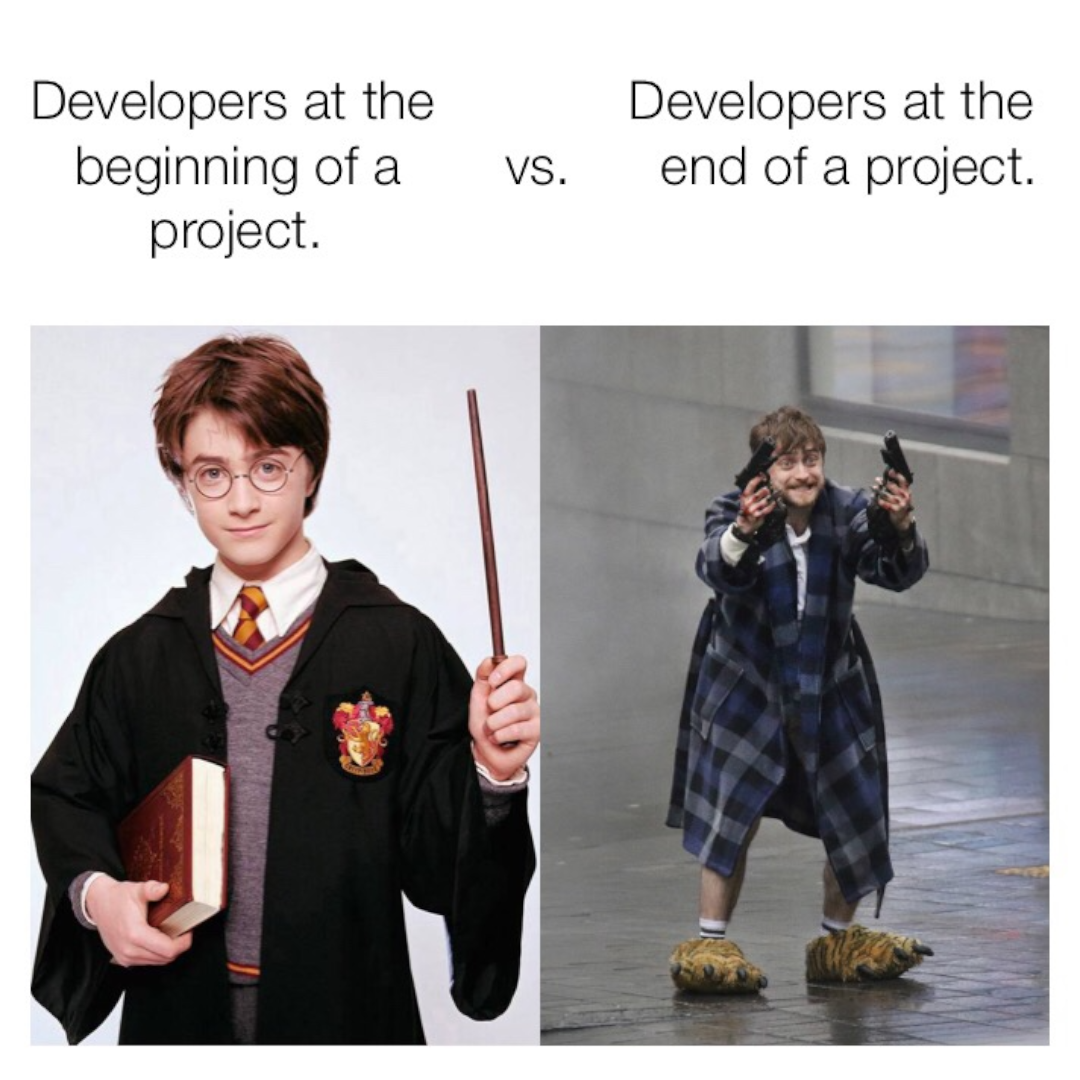 Developers at the
beginning of a
project.
vs.
Developers at the
end of a project.